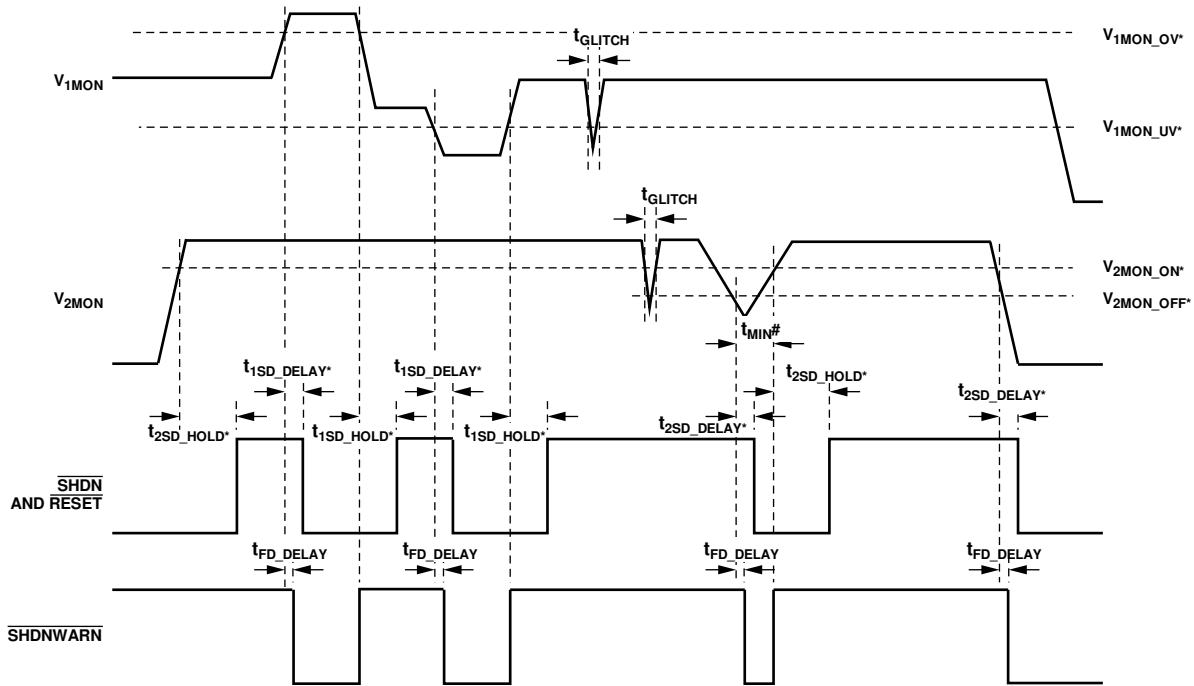 tGLITCH
V1MON_OV*
V1MON
V1MON_UV*
tGLITCH
V2MON_ON*
V2MON
V2MON_OFF*
tMIN#
t1SD_DELAY*
t1SD_DELAY*
t2SD_HOLD*
t2SD_DELAY*
t2SD_HOLD*
t1SD_HOLD*
t1SD_HOLD*
t2SD_DELAY*
SHDN
AND RESET
tFD_DELAY
tFD_DELAY
tFD_DELAY
tFD_DELAY
SHDNWARN